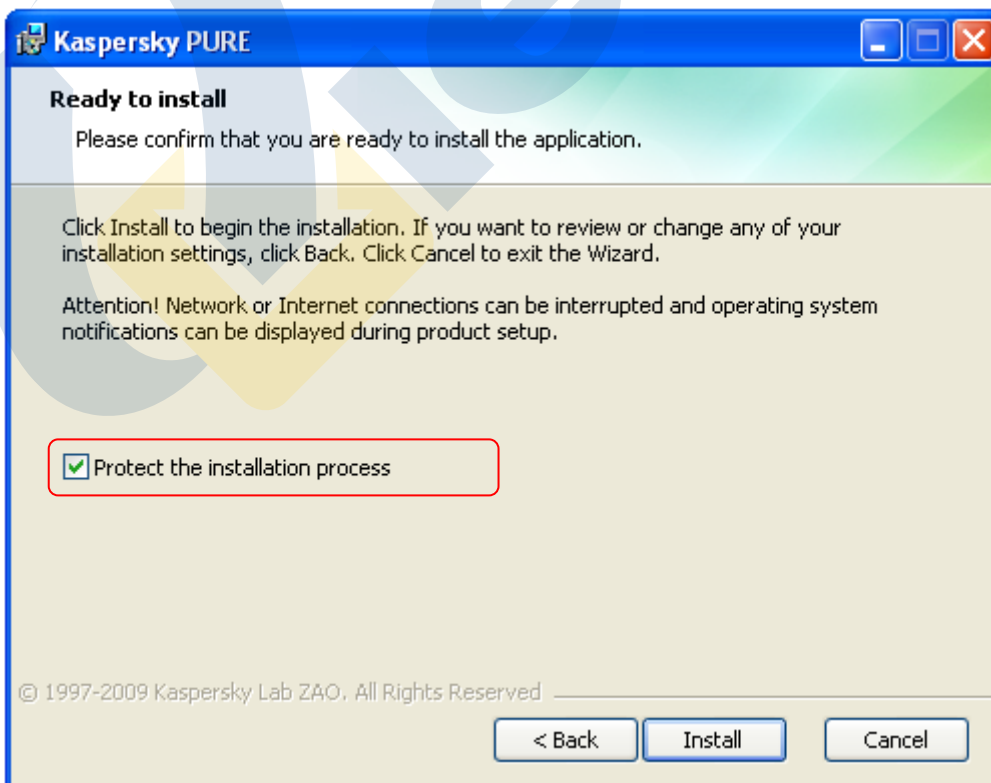 Kaspersky PURE
Ready to install
Please confirm that you are ready to install the application.
Click Install to begin the installation. If you want to review or change any of your
installation settings, click Back. Click Cancel to exit the Wizard.
Attention! Network or Internet connections can be interrupted and operating system
notifications can be displayed during product setup.
Protect the installation process
© 1997-2009 Kaspersky Lab ZAO. All Rights Reserved
< Back Install Cancel